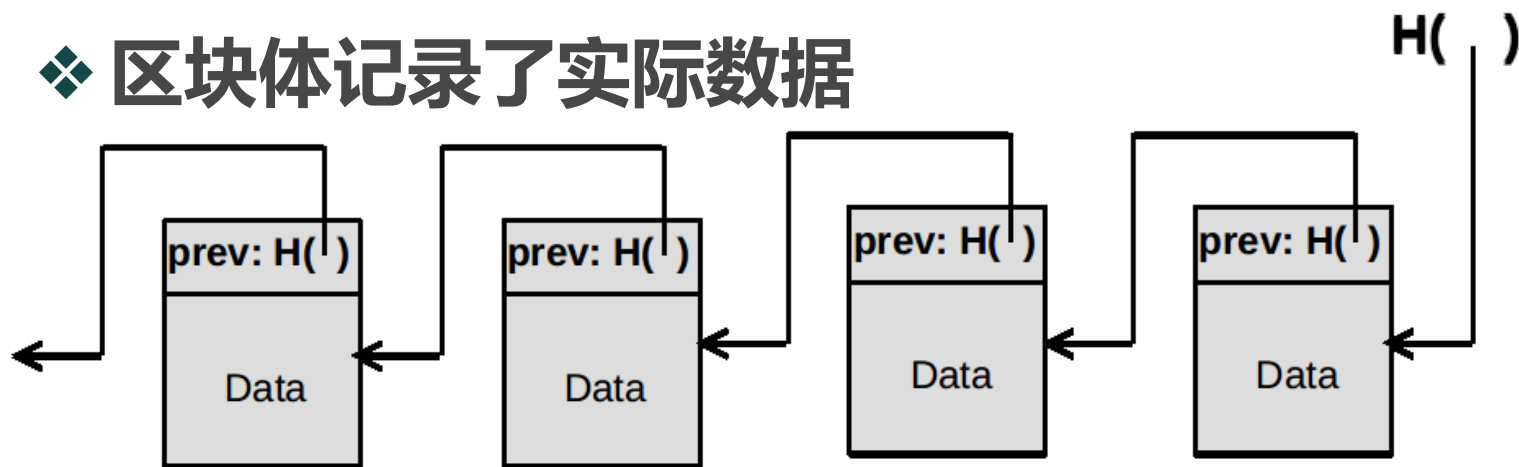 H( )
❖ 区块体记录了实际数据
prev: H( ) prev: H( ) prev: H( ) prev: H( )
Data Data Data Data